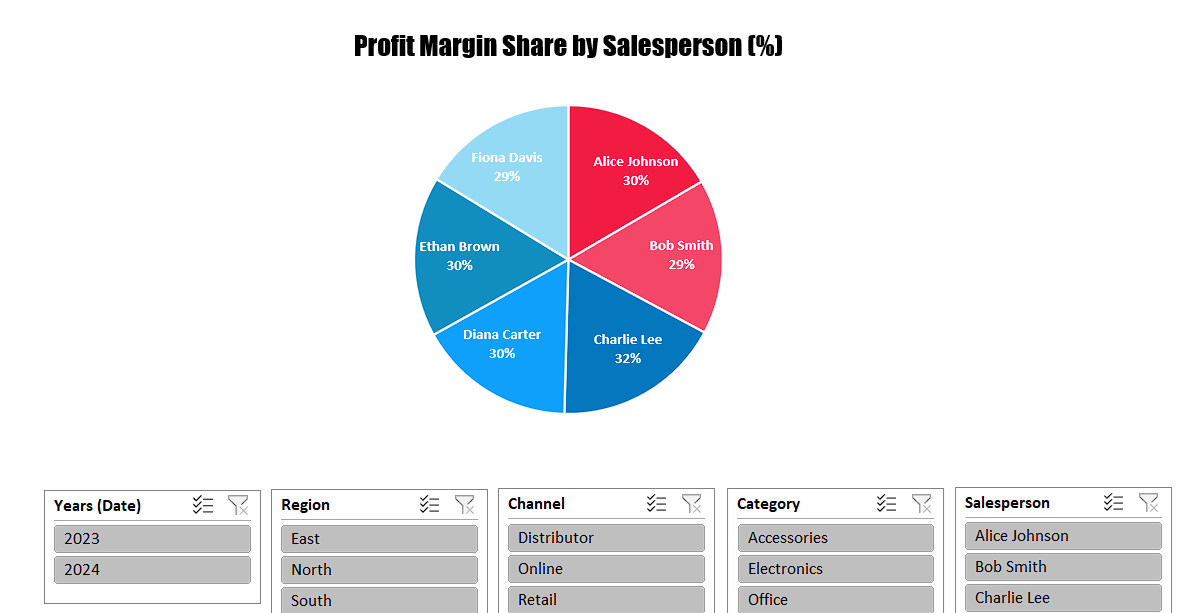 Profit Margin Share by Salesperson (%)
Fiona Davis
29%
Alice Johnson
30%
Ethan Brown
30%
Bob Smith
29%
Diana Carter
30%
Charlie Lee
32%
Years (Date)
2023
2024
Region
East
North
South
Channel
Distributor
Online
Retail
Category
Accessories
Electronics
Office
Salesperson
Alice Johnson
Bob Smith
Charlie Lee